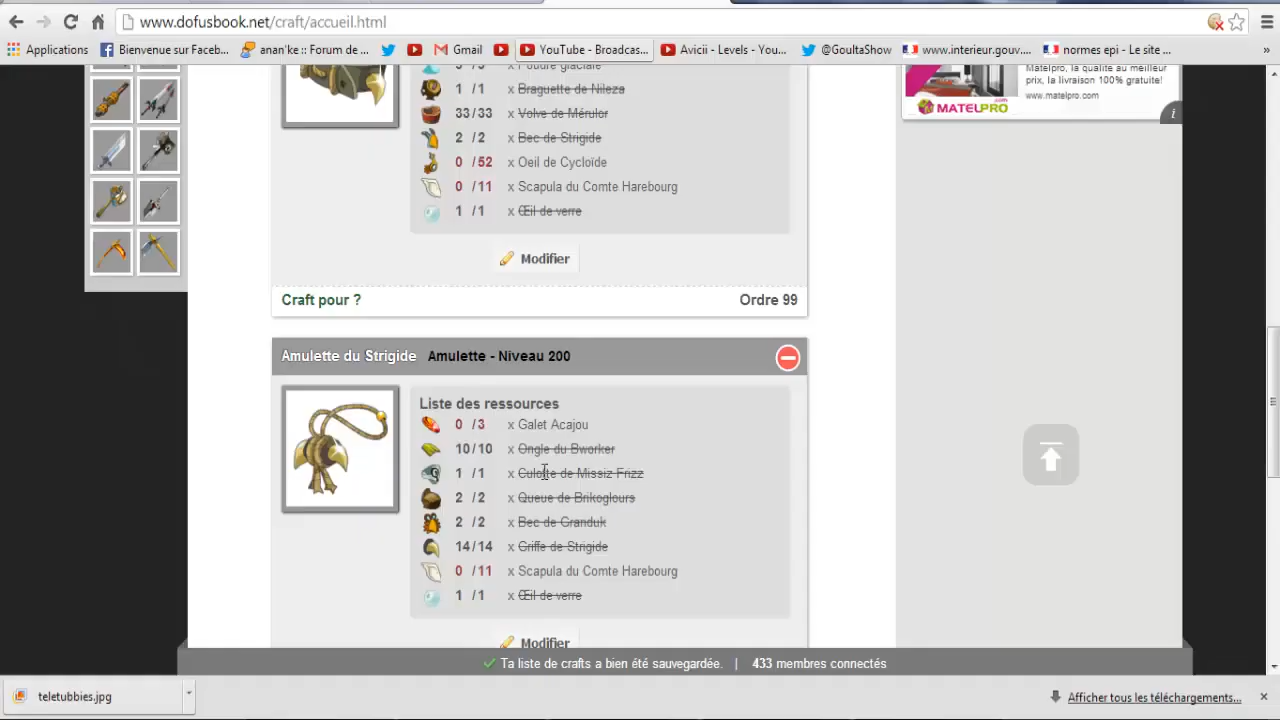 www.dofusbook.net/craft/accueil.html
Applications
Bienvenue sur Faceb...
anan'ke :: Forum de ...
Gmail
YouTube - Broadcas...
Avicii - Levels - You...
@GoultaShow
www.interieur.gouv....
normes epi - Le site ...
»
Poudre glaciale
1 / 1 x Braguette de Nileza
33/33 x Volve de Mérulor
2 / 2 x Bec de Strigide
0 /52 x Oeil de Cycloïde
0 /11 x Scapula du Comte Harebourg
1 / 1 x Œil de verre
Modifier
Craft pour ?
Ordre 99
Amulette du Strigide Amulette - Niveau 200
Liste des ressources
0 /3 x Galet Acajou
10/10 x Ongle du Bworker
1 / 1 x Culotte de Missiz Frizz
2 / 2 x Queue de Brikoglours
2 / 2 x Bec de Granduk
14/14 x Griffe de Strigide
0 /11 x Scapula du Comte Harebourg
1 / 1 x Œil de verre
Modifier
Matelpro, la qualité au meilleur
prix, la livraison 100% gratuite!
www.matelpro.com
MATELPRO
i
Ta liste de crafts a bien été sauvegardée. | 433 membres connectés
teletubbies.jpg
Afficher tous les téléchargements...